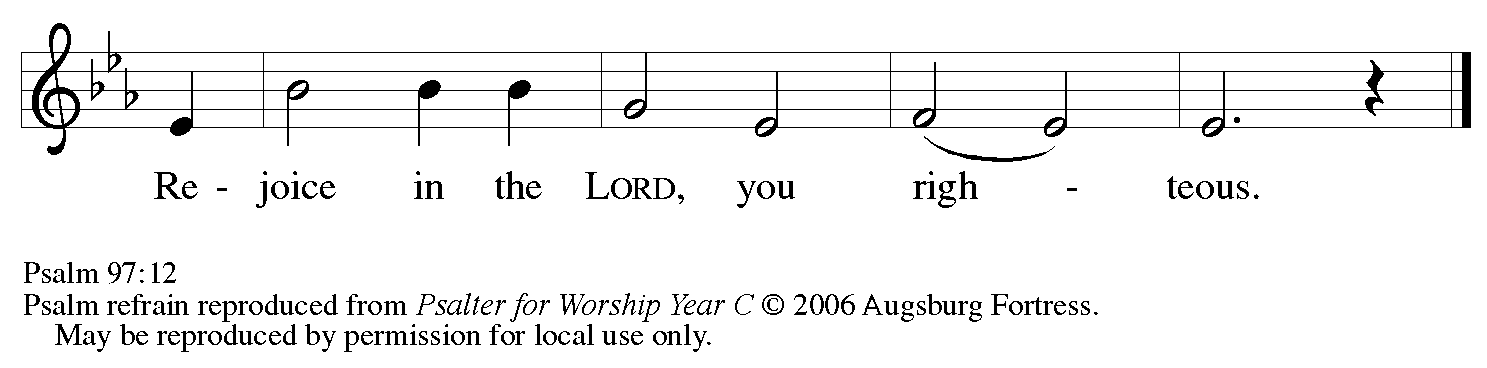 Re - joice in the LORD, you righ - teous.
Psalm 97:12
Psalm refrain reproduced from Psalter for Worship Year C © 2006 Augsburg Fortress.
May be reproduced by permission for local use only.